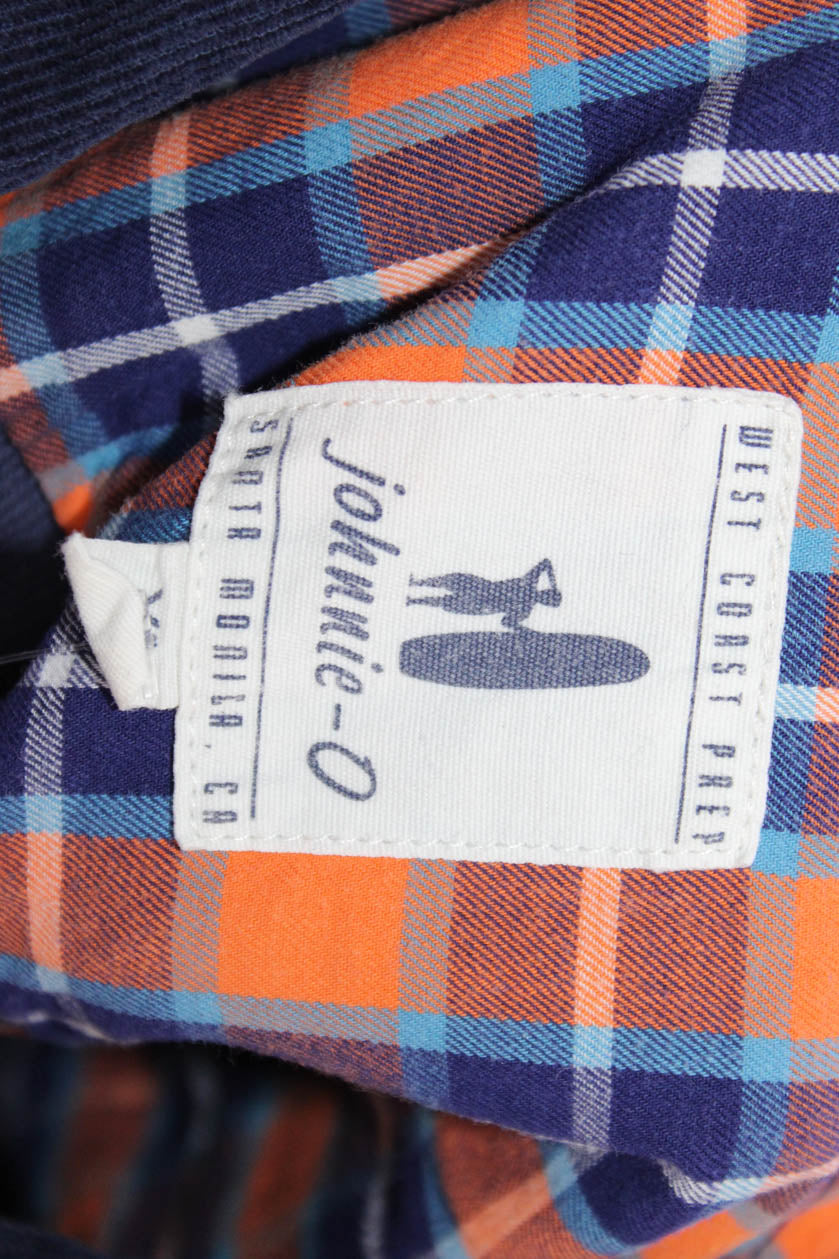 WEST COAST PREP
johnnie-O
SANTA MONICA, CA